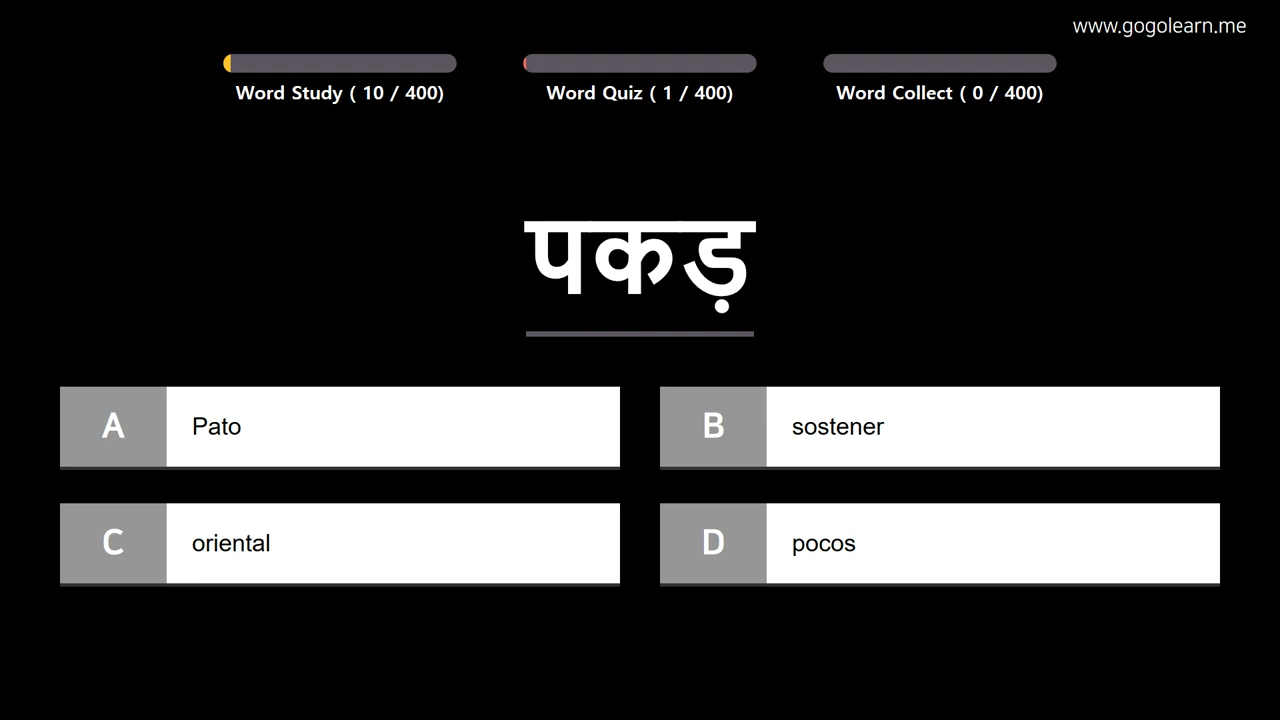 www.gogolearn.me
Word Study ( 10 / 400)
Word Quiz ( 1 / 400)
Word Collect ( 0 / 400)
पकड़
A Pato
B sostener
C oriental
D pocos